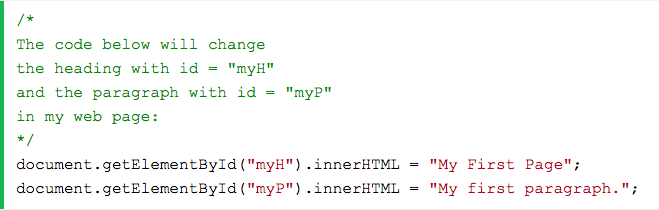 /*
The code below will change
the heading with id = "myH"
and the paragraph with id = "myP"
in my web page:
*/
document.getElementById("myH").innerHTML = "My First Page";
document.getElementById("myP").innerHTML = "My first paragraph.";